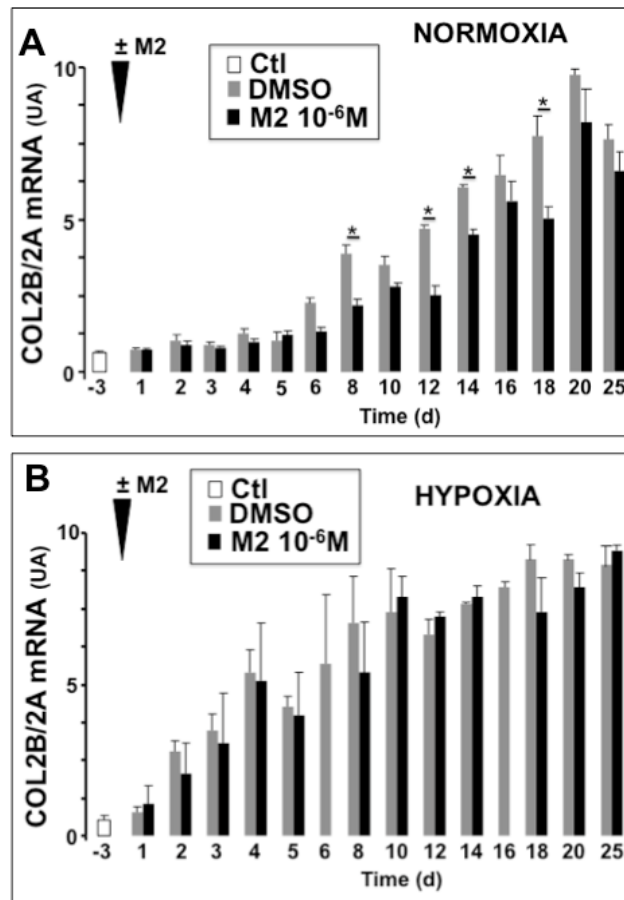 A
± M2
NORMOXIA
Ctl
DMSO
M2 10⁻⁶M
COL2B/2A mRNA (UA)
10
5
0
* * * *
-3 1 2 3 4 5 6 8 10 12 14 16 18 20 25
Time (d)
B
± M2
HYPOXIA
Ctl
DMSO
M2 10⁻⁶M
COL2B/2A mRNA (UA)
10
5
0
-3 1 2 3 4 5 6 8 10 12 14 16 18 20 25
Time (d)